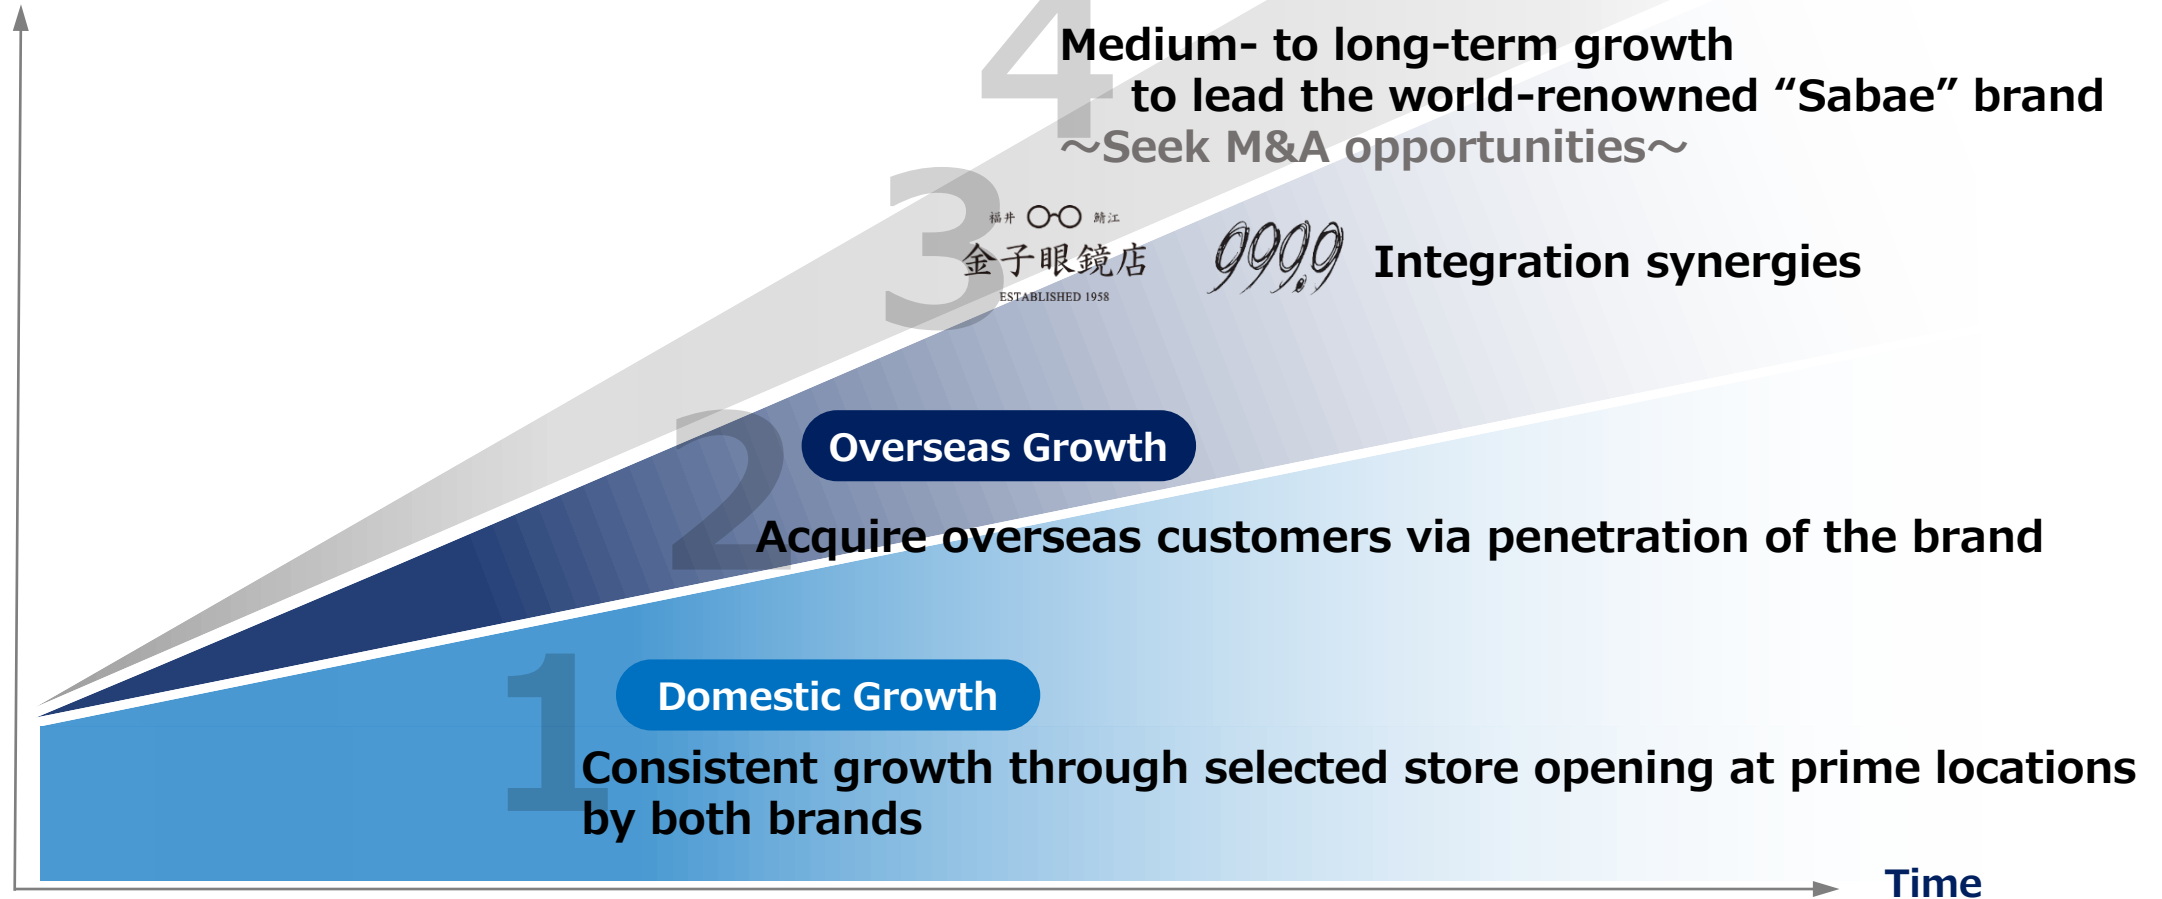 4
Medium- to long-term growth
to lead the world-renowned “Sabae” brand
～Seek M&A opportunities～
3
福井 鯖江
金子眼鏡店
ESTABLISHED 1958
999.9
Integration synergies
2
Overseas Growth
Acquire overseas customers via penetration of the brand
1
Domestic Growth
Consistent growth through selected store opening at prime locations
by both brands
Time